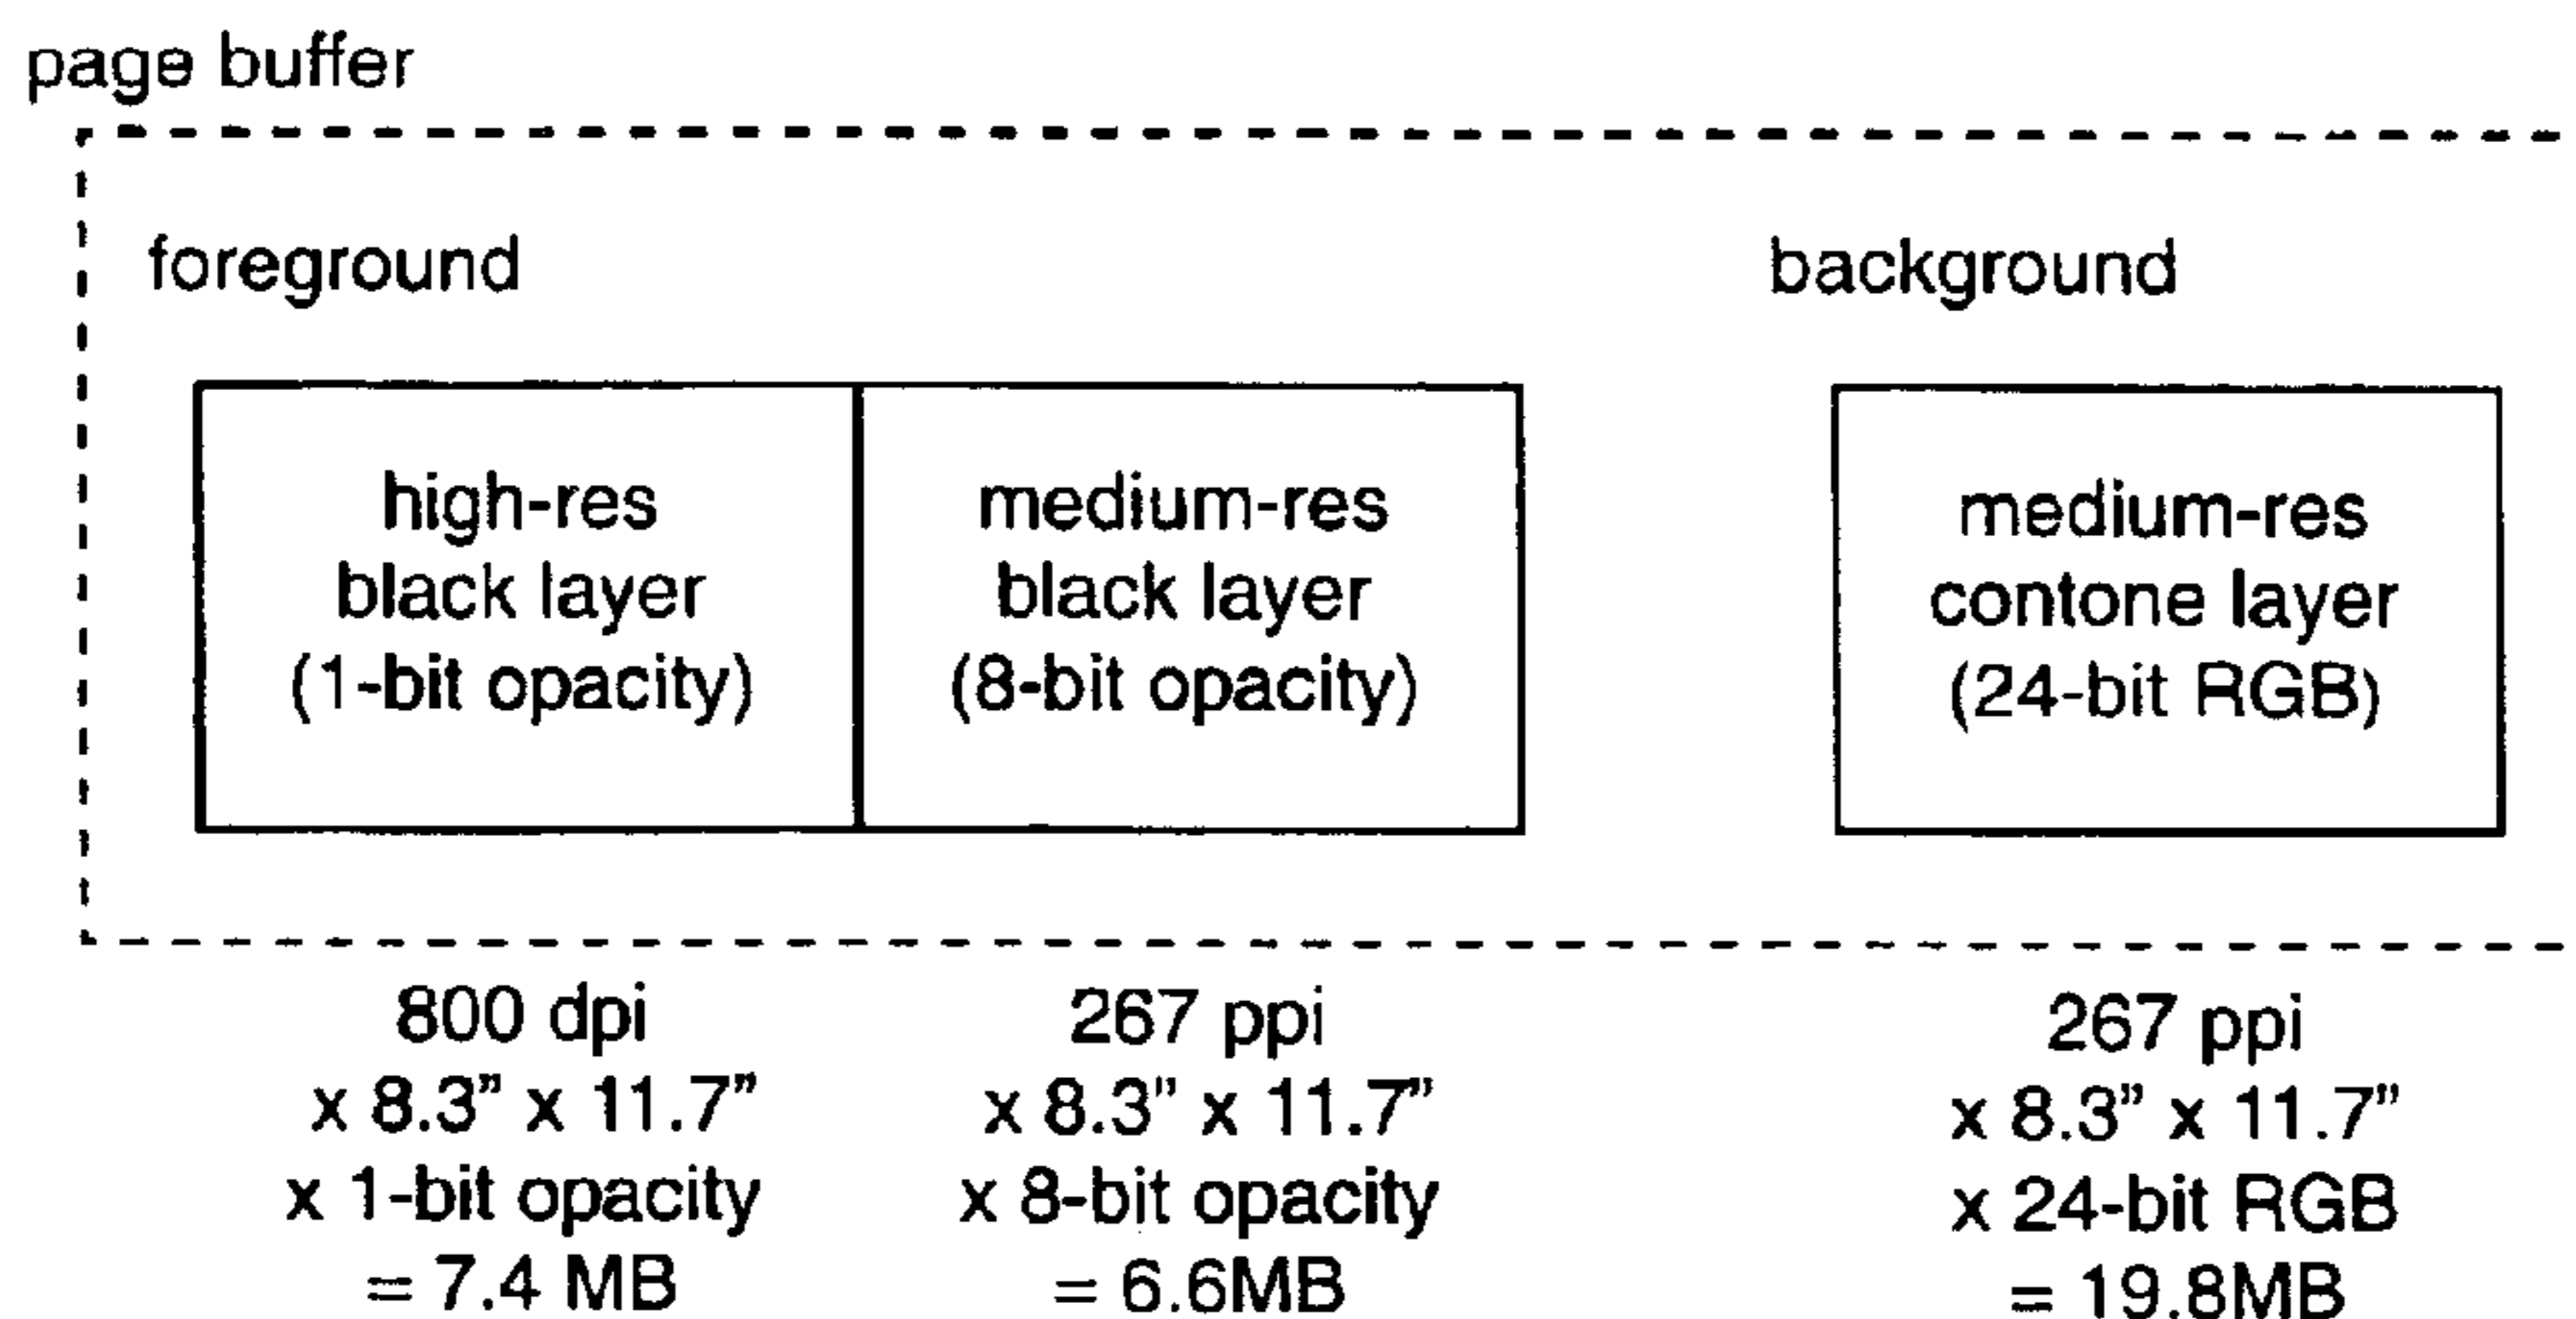 page buffer
foreground
background
high-res
black layer
(1-bit opacity)
medium-res
black layer
(8-bit opacity)
medium-res
contone layer
(24-bit RGB)
800 dpi
x 8.3” x 11.7”
x 1-bit opacity
= 7.4 MB
267 ppi
x 8.3” x 11.7”
x 8-bit opacity
= 6.6MB
267 ppi
x 8.3” x 11.7”
x 24-bit RGB
= 19.8MB